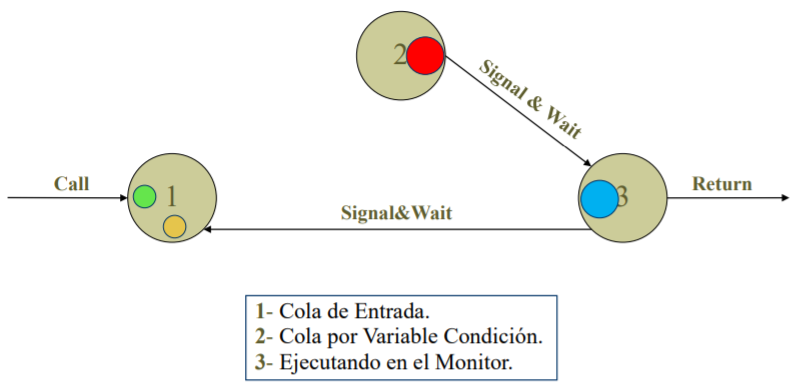 2
Signal & Wait
Call
1
3
Return
Signal&Wait
1- Cola de Entrada.
2- Cola por Variable Condición.
3- Ejecutando en el Monitor.